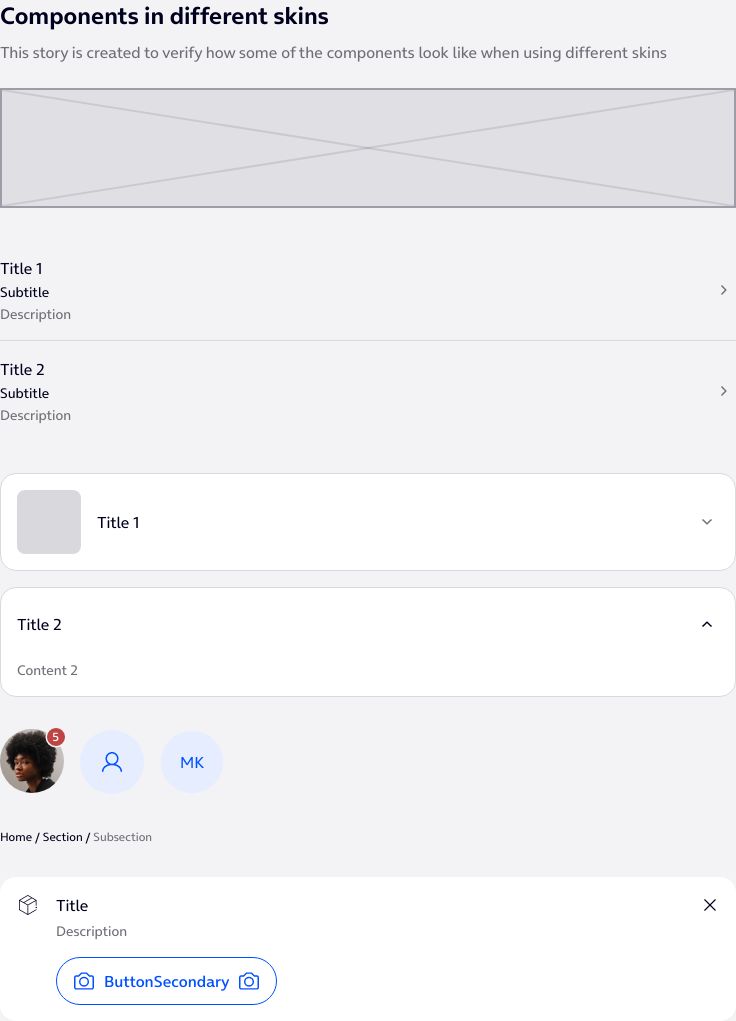 Components in different skins
This story is created to verify how some of the components look like when using different skins
Title 1
Subtitle
Description
Title 2
Subtitle
Description
Title 1
Title 2
Content 2
5
MK
Home / Section / Subsection
Title
Description
ButtonSecondary